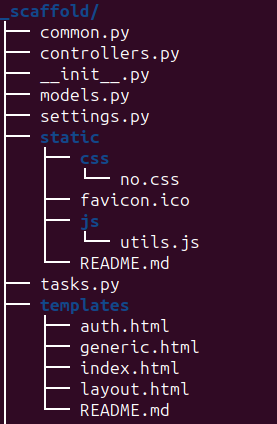 _scaffold/
common.py
controllers.py
__init__.py
models.py
settings.py
static
css
no.css
favicon.ico
js
utils.js
README.md
tasks.py
templates
auth.html
generic.html
index.html
layout.html
README.md